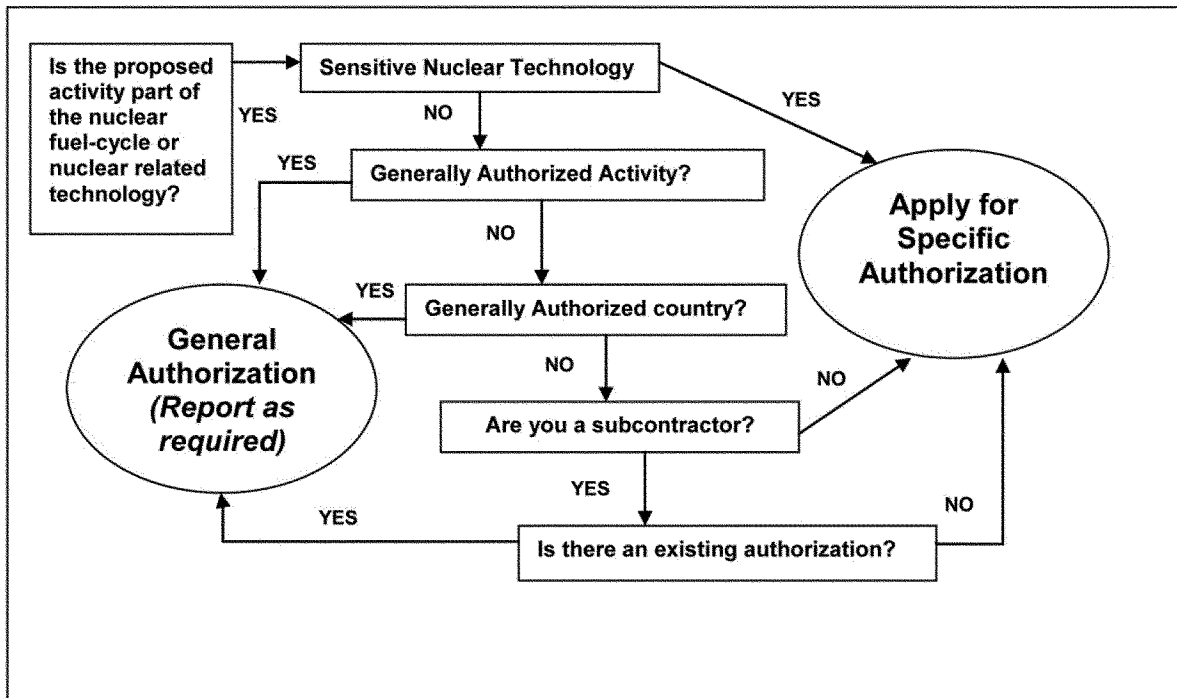 Is the proposed
activity part of
the nuclear
fuel-cycle or
nuclear related
technology?
YES
Sensitive Nuclear Technology
NO
YES
YES
Generally Authorized Activity?
NO
Apply for
Specific
Authorization
YES
Generally Authorized country?
General
Authorization
(Report as
required)
NO
NO
Are you a subcontractor?
YES
YES
NO
Is there an existing authorization?